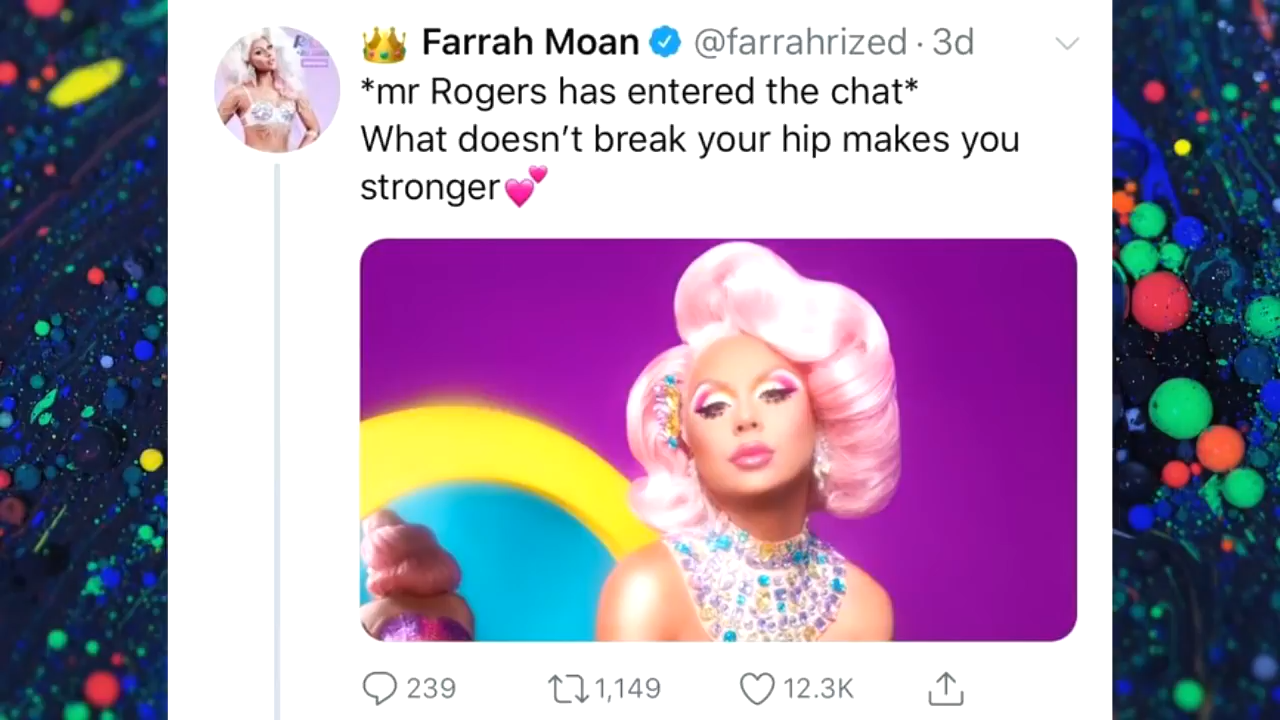 👑 Farrah Moan @farrahrized · 3d
*mr Rogers has entered the chat*
What doesn’t break your hip makes you
stronger💕
239 1,149 12.3K